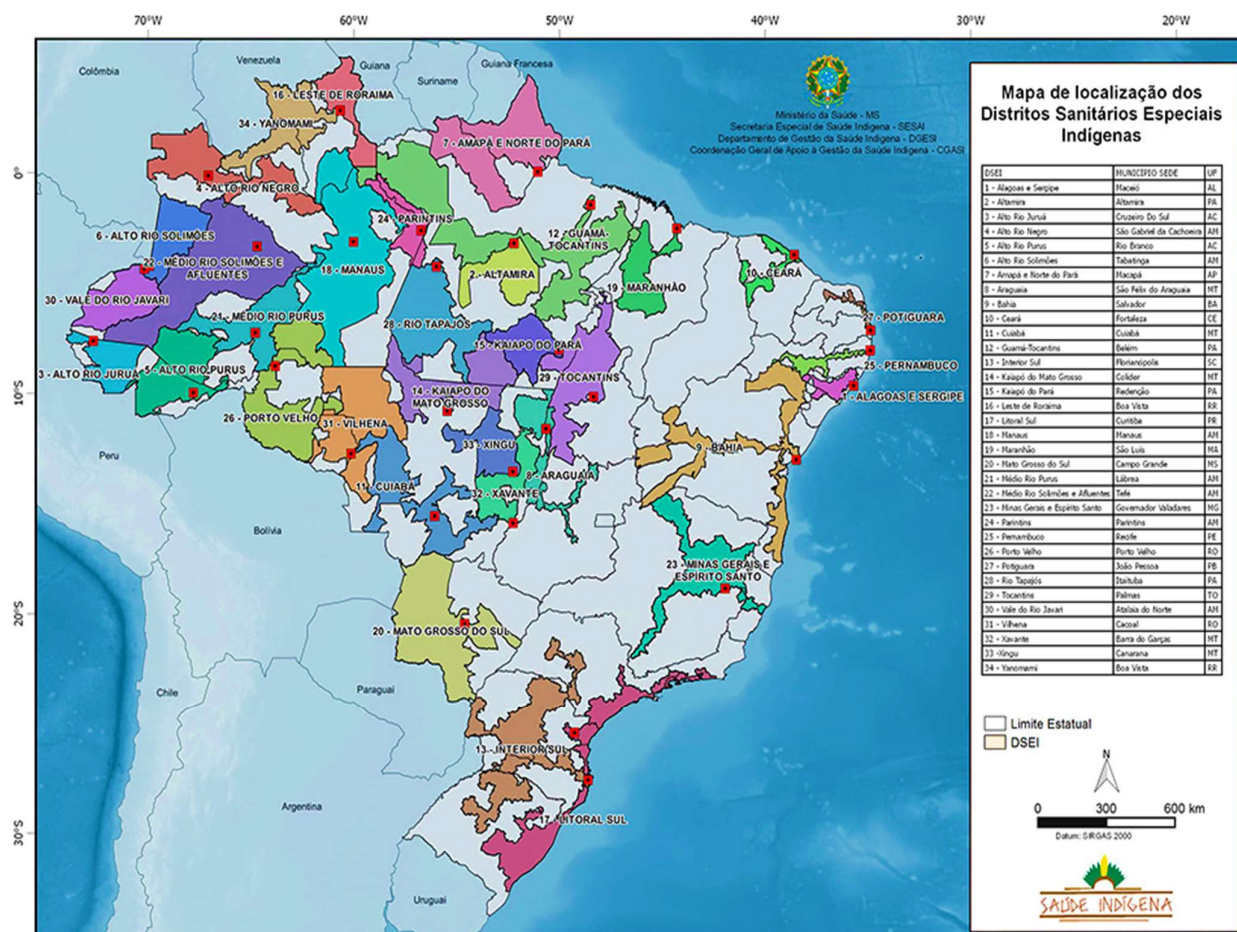 70°W 60°W 50°W 40°W 30°W 20°W
Colômbia
Venezuela
Guiana
Suriname
Guiana Francesa
16 - LESTE DE RORAIMA
34 - YANOMAMI
7 - AMAPÁ E NORTE DO PARÁ
Ministério da Saúde - MS
Secretaria Especial de Saúde Indígena - SESAI
Departamento de Gestão da Saúde Indígena - DGESI
Coordenação Geral de Apoio à Gestão da Saúde Indígena - CGASI
0°
4 - ALTO RIO NEGRO
24 - PARINTINS
12 - GUAMÁ-
TOCANTINS
6 - ALTO RIO SOLIMÕES
22 - MÉDIO RIO SOLIMÕES E
AFLUENTES
18 - MANAUS
2 - ALTAMIRA
10 - CEARÁ
19 - MARANHÃO
30 - VALE DO RIO JAVARI
21 - MÉDIO RIO PURUS
28 - RIO TAPAJÓS
27 - POTIGUARA
15 - KAIAPO DO PARÁ
25 - PERNAMBUCO
3 - ALTO RIO JURUÁ
5 - ALTO RIO PURUS
29 - TOCANTINS
10°S
14 - KAIAPO DO
MATO GROSSO
1 - ALAGOAS E SERGIPE
26 - PORTO VELHO
31 - VILHENA
33 - XINGU
9 - BAHIA
Peru
8 - ARAGUAIA
11 - CUIABÁ
32 - XAVANTE
Bolívia
23 - MINAS GERAIS E
ESPÍRITO SANTO
20°S
20 - MATO GROSSO DO SUL
Paraguai
Chile
13 - INTERIOR SUL
Argentina
17 - LITORAL SUL
30°S
Uruguai
Mapa de localização dos
Distritos Sanitários Especiais
Indígenas
DSEI MUNICÍPIO SEDE UF
1 - Alagoas e Sergipe Maceió AL
2 - Altamira Altamira PA
3 - Alto Rio Juruá Cruzeiro Do Sul AC
4 - Alto Rio Negro São Gabriel da Cachoeira AM
5 - Alto Rio Purus Rio Branco AC
6 - Alto Rio Solimões Tabatinga AM
7 - Amapá e Norte do Pará Macapá AP
8 - Araguaia São Félix do Araguaia MT
9 - Bahia Salvador BA
10 - Ceará Fortaleza CE
11 - Cuiabá Cuiabá MT
12 - Guamá-Tocantins Belém PA
13 - Interior Sul Florianópolis SC
14 - Kaiapó do Mato Grosso Colíder MT
15 - Kaiapó do Pará Redenção PA
16 - Leste de Roraima Boa Vista RR
17 - Litoral Sul Curitiba PR
18 - Manaus Manaus AM
19 - Maranhão São Luís MA
20 - Mato Grosso do Sul Campo Grande MS
21 - Médio Rio Purus Lábrea AM
22 - Médio Rio Solimões e Afluentes Tefé AM
23 - Minas Gerais e Espírito Santo Governador Valadares MG
24 - Parintins Parintins AM
25 - Pernambuco Recife PE
26 - Porto Velho Porto Velho RO
27 - Potiguara João Pessoa PB
28 - Rio Tapajós Itaituba PA
29 - Tocantins Palmas TO
30 - Vale do Rio Javari Atalaia do Norte AM
31 - Vilhena Cacoal RO
32 - Xavante Barra do Garças MT
33 -Xingu Canarana MT
34 - Yanomami Boa Vista RR
Limite Estatual
DSEI
N
0 300 600 km
Datum: SIRGAS 2000
SAÚDE INDÍGENA